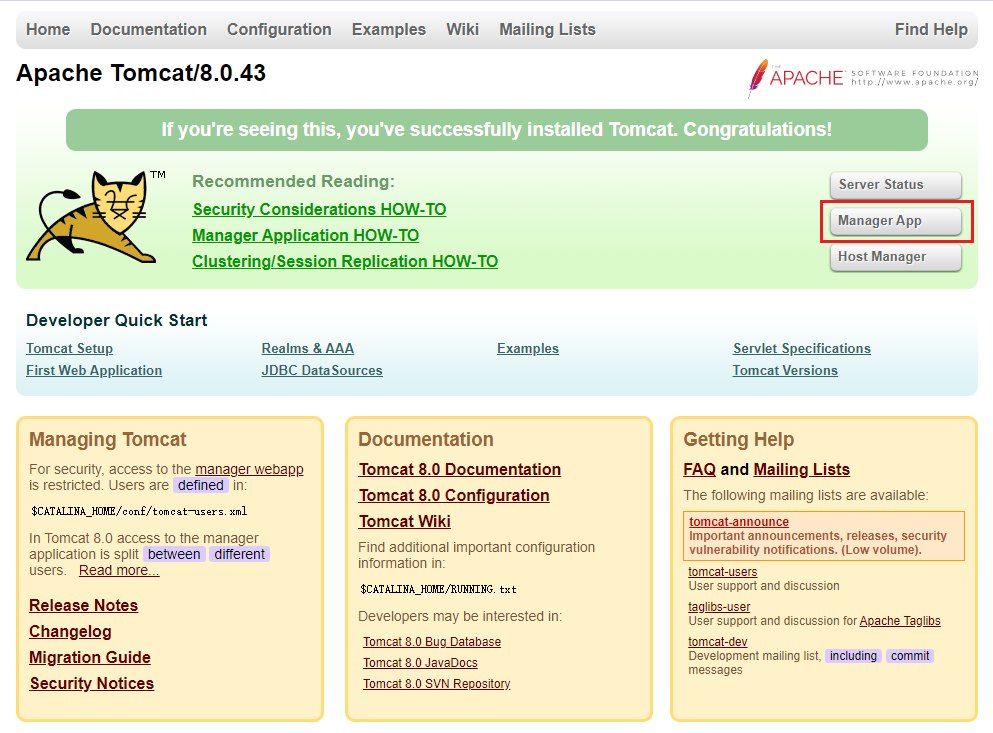 Home Documentation Configuration Examples Wiki Mailing Lists Find Help
Apache Tomcat/8.0.43
THE APACHE SOFTWARE FOUNDATION
http://www.apache.org/
If you're seeing this, you've successfully installed Tomcat. Congratulations!
TM
Recommended Reading:
Security Considerations HOW-TO
Manager Application HOW-TO
Clustering/Session Replication HOW-TO
Server Status
Manager App
Host Manager
Developer Quick Start
Tomcat Setup
First Web Application
Realms & AAA
JDBC DataSources
Examples
Servlet Specifications
Tomcat Versions
Managing Tomcat
For security, access to the manager webapp
is restricted. Users are defined in:
$CATALINA_HOME/conf/tomcat-users.xml
In Tomcat 8.0 access to the manager
application is split between different
users. Read more...
Release Notes
Changelog
Migration Guide
Security Notices
Documentation
Tomcat 8.0 Documentation
Tomcat 8.0 Configuration
Tomcat Wiki
Find additional important configuration
information in:
$CATALINA_HOME/RUNNING.txt
Developers may be interested in:
Tomcat 8.0 Bug Database
Tomcat 8.0 JavaDocs
Tomcat 8.0 SVN Repository
Getting Help
FAQ and Mailing Lists
The following mailing lists are available:
tomcat-announce
Important announcements, releases, security
vulnerability notifications. (Low volume).
tomcat-users
User support and discussion
taglibs-user
User support and discussion for Apache Taglibs
tomcat-dev
Development mailing list, including commit
messages